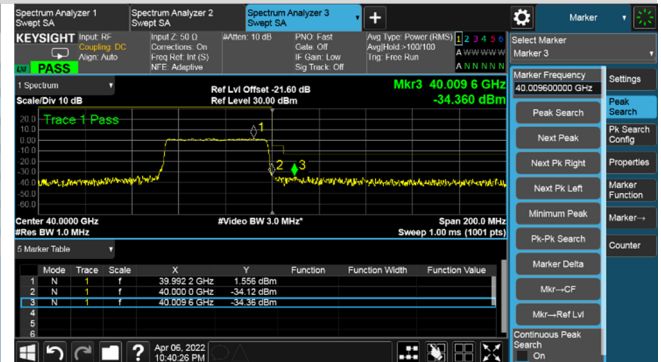 Spectrum Analyzer 1
Swept SA
Spectrum Analyzer 2
Swept SA
Spectrum Analyzer 3
Swept SA
+
Marker
KEYSIGHT
Input: RF
Coupling: DC
Align: Auto
Input Z: 50 Ω
Corrections: On
Freq Ref: Int (S)
NFE: Adaptive
#Atten: 10 dB
PNO: Fast
Gate: Off
IF Gain: Low
Sig Track: Off
Avg Type: Power (RMS)
Avg|Hold >100/100
Trig: Free Run
1 2 3 4 5 6
A W W W W W
A N N N N N
PASS
Select Marker
Marker 3
1 Spectrum
Scale/Div 10 dB
Ref Lvl Offset -21.60 dB
Ref Level 30.00 dBm
Mkr3 40.009 6 GHz
-34.360 dBm
Trace 1 Pass
20.0
10.0
0.00
-10.0
-20.0
-30.0
-40.0
-50.0
-60.0
1
2
3
Center 40.0000 GHz
#Res BW 1.0 MHz
#Video BW 3.0 MHz*
Span 200.0 MHz
Sweep 1.00 ms (1001 pts)
5 Marker Table
Mode Trace Scale X Y Function Function Width Function Value
1 N 1 f 39.992 2 GHz 1.556 dBm
2 N 1 f 40.000 0 GHz -34.12 dBm
3 N 1 f 40.009 6 GHz -34.36 dBm
4
5
6
Marker Frequency
40.009600000 GHz
Peak Search
Next Peak
Next Pk Right
Next Pk Left
Minimum Peak
Pk-Pk Search
Marker Delta
Mkr→CF
Mkr→Ref Lvl
Continuous Peak
Search
On
Settings
Peak
Search
Pk Search
Config
Properties
Marker
Function
Marker→
Counter
?
Apr 06, 2022
10:40:26 PM